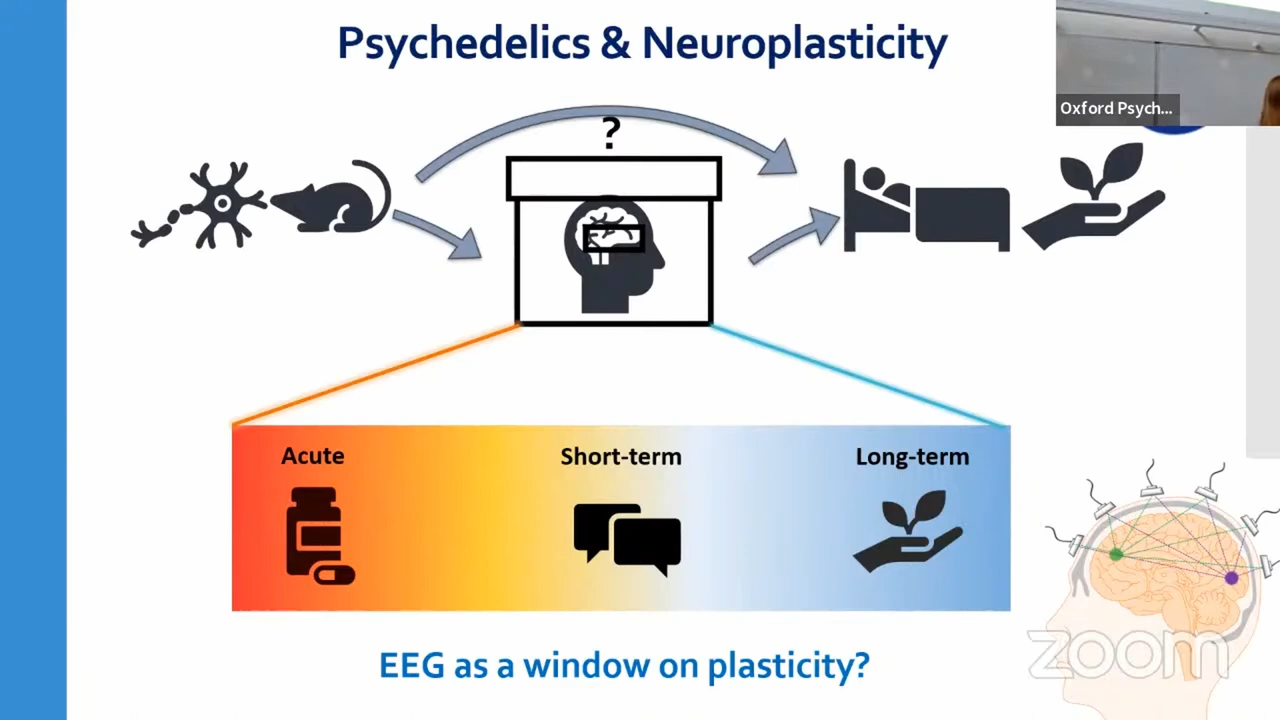 Psychedelics & Neuroplasticity
Oxford Psych...
?
Acute
Short-term
Long-term
EEG as a window on plasticity?
zoom